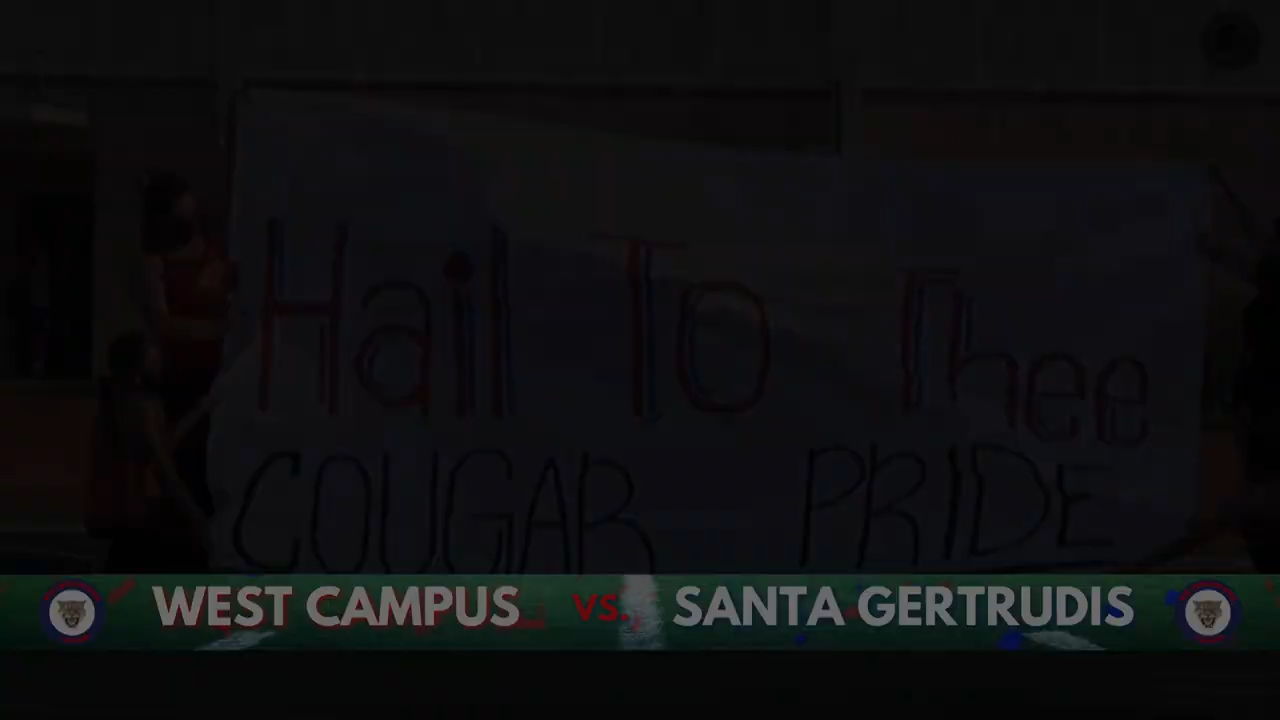 Hail To Thee
COUGAR PRIDE
WEST CAMPUS VS. SANTA GERTRUDIS